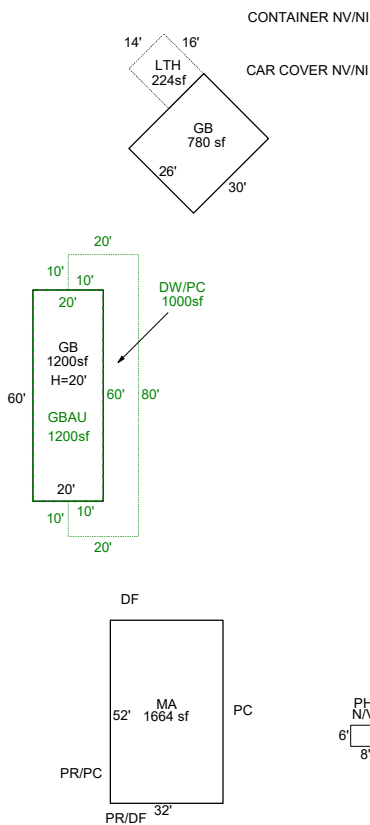 CONTAINER NV/NI
14' 16'
LTH
224sf
CAR COVER NV/NI
GB
780 sf
26'
30'
20'
10' 10'
20'
DW/PC
1000sf
GB
1200sf
H=20'
60' 60' 80'
GBAU
1200sf
20'
10' 10'
20'
DF
MA
1664 sf
52'
PC
PR/PC
32'
PR/DF
6'
8'